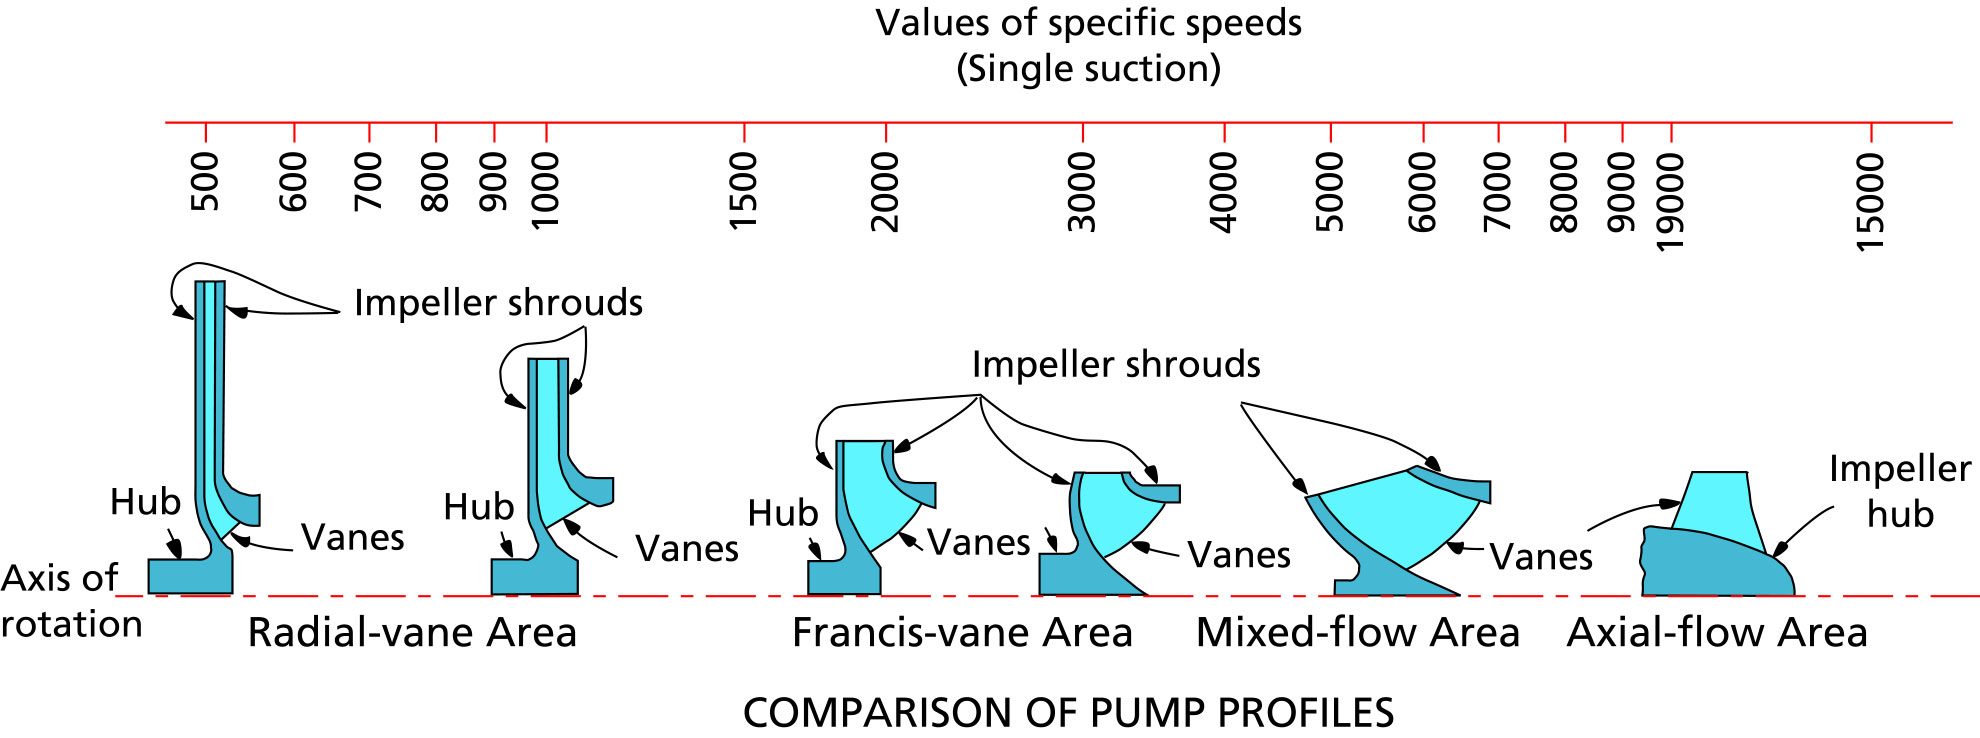 Values of specific speeds
(Single suction)
500 600 700 800 900 1000 1500 2000 3000 4000 5000 6000 7000 8000 9000 19000 15000
Impeller shrouds
Impeller shrouds
Impeller
hub
Hub
Hub
Hub
Vanes
Vanes
Vanes
Vanes
Vanes
Axis of
rotation
Radial-vane Area
Francis-vane Area
Mixed-flow Area
Axial-flow Area
COMPARISON OF PUMP PROFILES